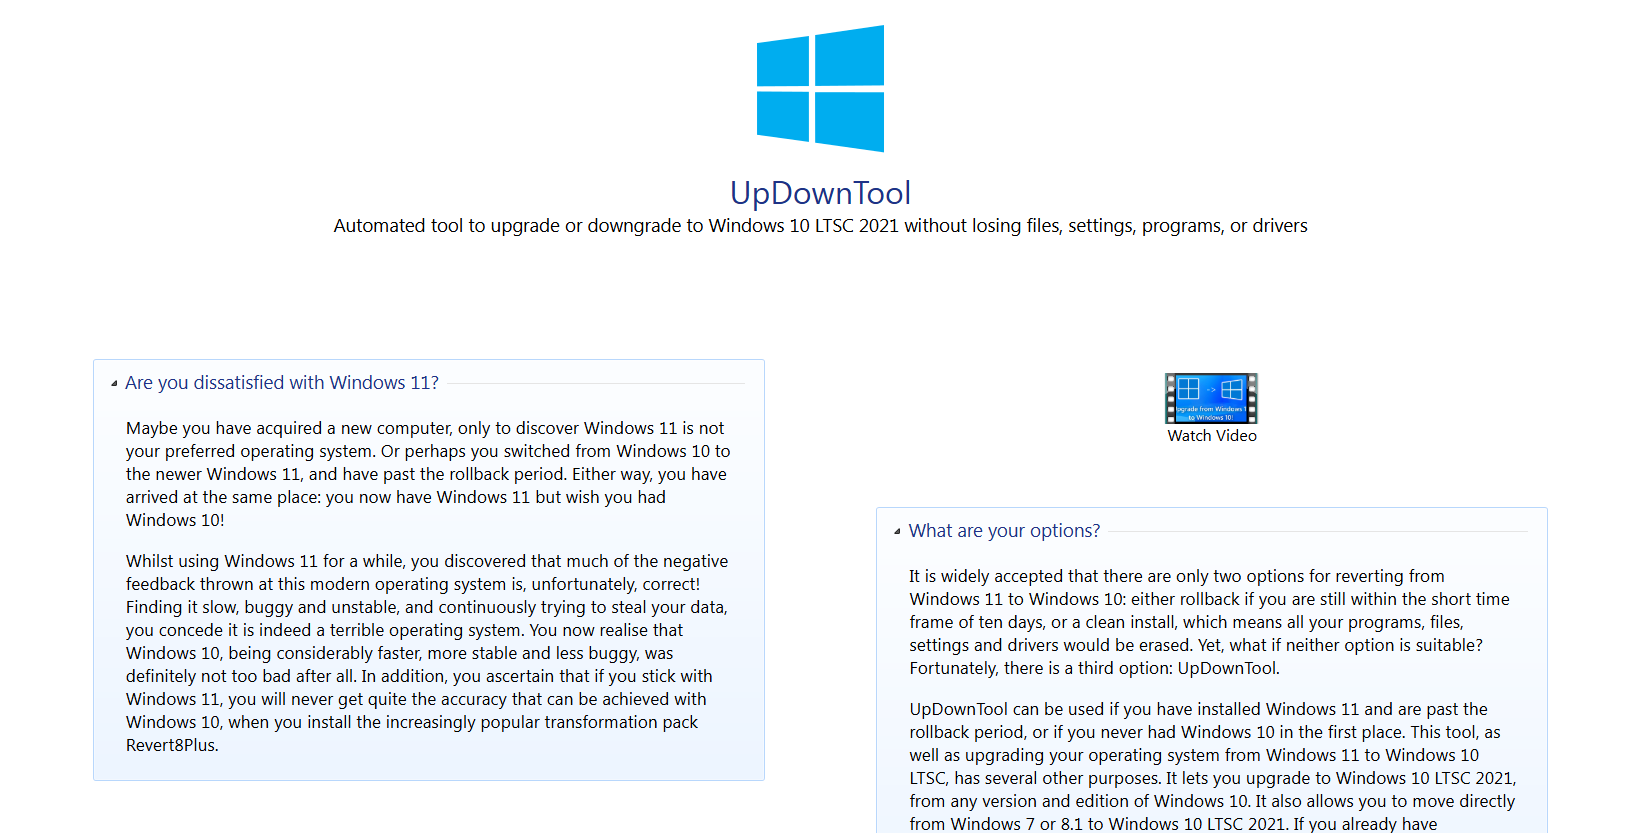 UpDownTool
Automated tool to upgrade or downgrade to Windows 10 LTSC 2021 without losing files, settings, programs, or drivers
Are you dissatisfied with Windows 11?
Maybe you have acquired a new computer, only to discover Windows 11 is not
your preferred operating system. Or perhaps you switched from Windows 10 to
the newer Windows 11, and have past the rollback period. Either way, you have
arrived at the same place: you now have Windows 11 but wish you had
Windows 10!
Whilst using Windows 11 for a while, you discovered that much of the negative
feedback thrown at this modern operating system is, unfortunately, correct!
Finding it slow, buggy and unstable, and continuously trying to steal your data,
you concede it is indeed a terrible operating system. You now realise that
Windows 10, being considerably faster, more stable and less buggy, was
definitely not too bad after all. In addition, you ascertain that if you stick with
Windows 11, you will never get quite the accuracy that can be achieved with
Windows 10, when you install the increasingly popular transformation pack
Revert8Plus.
->
pgrade from Windows 1
to Windows 10!
Watch Video
What are your options?
It is widely accepted that there are only two options for reverting from
Windows 11 to Windows 10: either rollback if you are still within the short time
frame of ten days, or a clean install, which means all your programs, files,
settings and drivers would be erased. Yet, what if neither option is suitable?
Fortunately, there is a third option: UpDownTool.
UpDownTool can be used if you have installed Windows 11 and are past the
rollback period, or if you never had Windows 10 in the first place. This tool, as
well as upgrading your operating system from Windows 11 to Windows 10
LTSC, has several other purposes. It lets you upgrade to Windows 10 LTSC 2021,
from any version and edition of Windows 10. It also allows you to move directly
from Windows 7 or 8.1 to Windows 10 LTSC 2021. If you already have